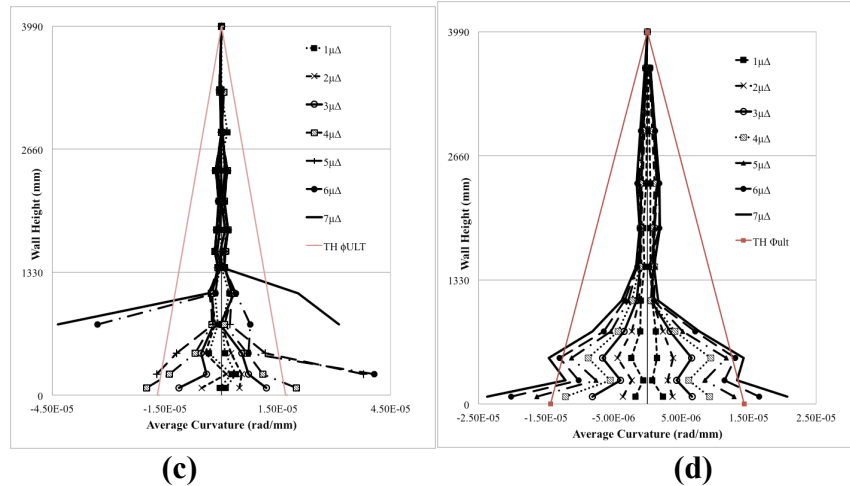 3990
2660
1330
0
Wall Height (mm)
-4.50E-05
-1.50E-05
1.50E-05
4.50E-05
Average Curvature (rad/mm)
1μΔ
2μΔ
3μΔ
4μΔ
5μΔ
6μΔ
7μΔ
TH ϕULT
(c)
3990
2660
1330
0
Wall Height (mm)
-2.50E-05
-1.50E-05
-5.00E-06
5.00E-06
1.50E-05
2.50E-05
Average Curvature (rad/mm)
1μΔ
2μΔ
3μΔ
4μΔ
5μΔ
6μΔ
7μΔ
TH Φult
(d)